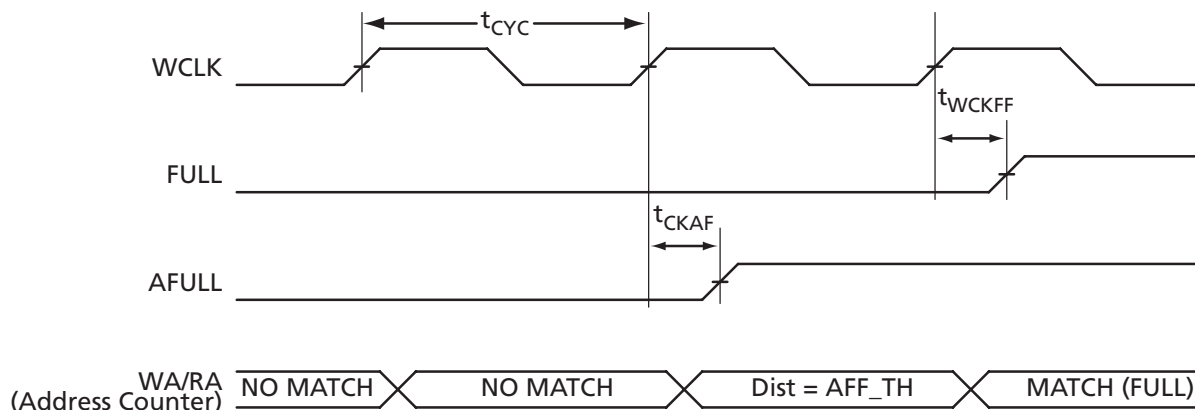 tCYC
WCLK
tWCKFF
FULL
tCKAF
AFULL
WA/RA
(Address Counter)
NO MATCH
NO MATCH
Dist = AFF_TH
MATCH (FULL)